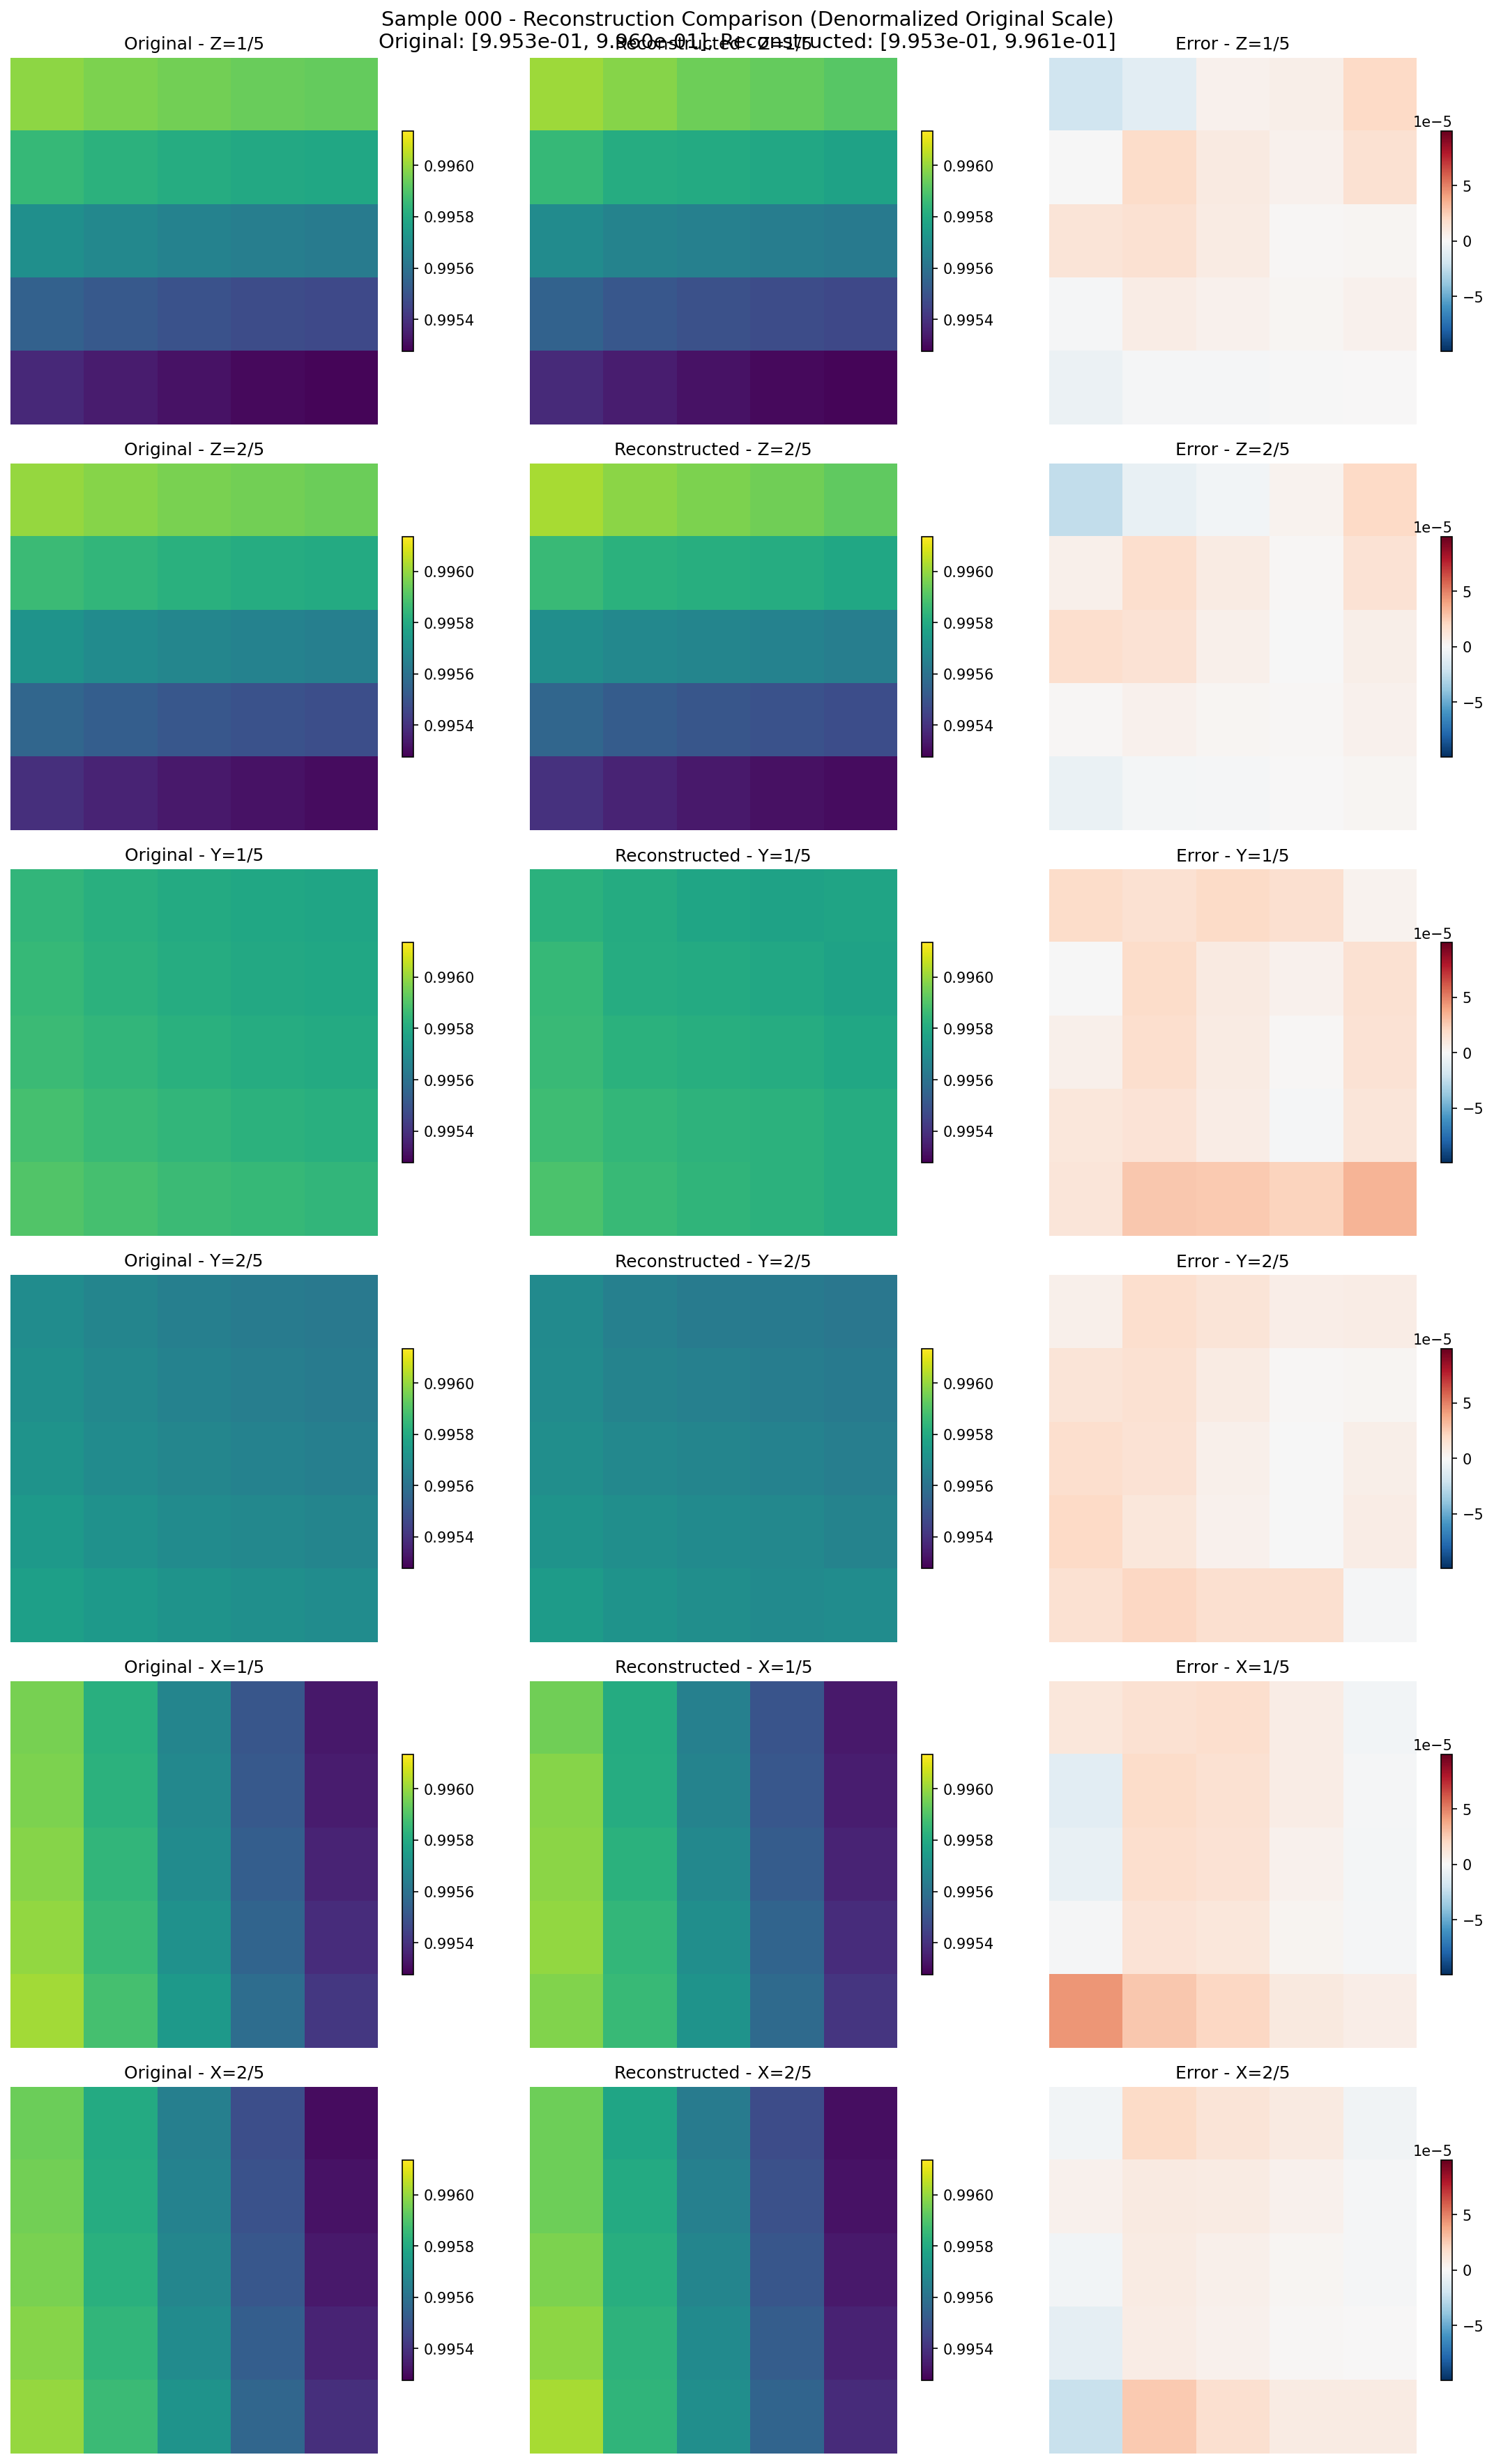 Sample 000 - Reconstruction Comparison (Denormalized Original Scale)
Original: [9.953e-01, 9.960e-01], Reconstructed: [9.953e-01, 9.961e-01]
Original - Z=1/5
Reconstructed - Z=1/5
Error - Z=1/5
0.9960
0.9958
0.9956
0.9954
0.9960
0.9958
0.9956
0.9954
1e−5
5
0
−5
Original - Z=2/5
Reconstructed - Z=2/5
Error - Z=2/5
0.9960
0.9958
0.9956
0.9954
0.9960
0.9958
0.9956
0.9954
1e−5
5
0
−5
Original - Y=1/5
Reconstructed - Y=1/5
Error - Y=1/5
0.9960
0.9958
0.9956
0.9954
0.9960
0.9958
0.9956
0.9954
1e−5
5
0
−5
Original - Y=2/5
Reconstructed - Y=2/5
Error - Y=2/5
0.9960
0.9958
0.9956
0.9954
0.9960
0.9958
0.9956
0.9954
1e−5
5
0
−5
Original - X=1/5
Reconstructed - X=1/5
Error - X=1/5
0.9960
0.9958
0.9956
0.9954
0.9960
0.9958
0.9956
0.9954
1e−5
5
0
−5
Original - X=2/5
Reconstructed - X=2/5
Error - X=2/5
0.9960
0.9958
0.9956
0.9954
0.9960
0.9958
0.9956
0.9954
1e−5
5
0
−5